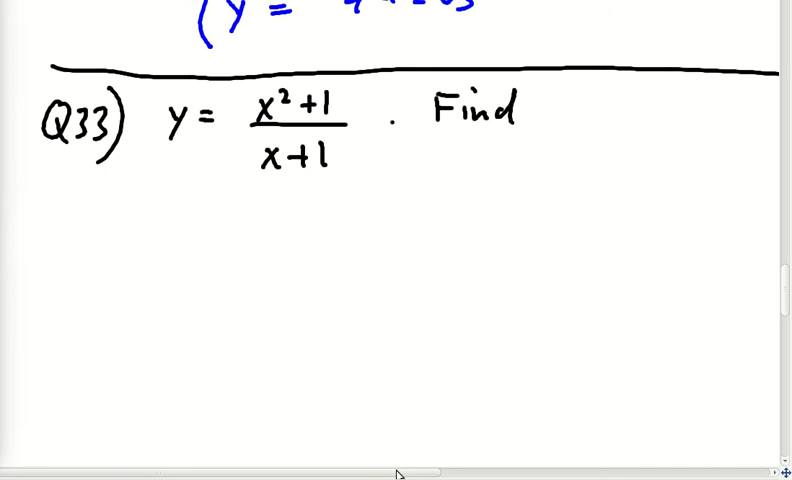 (y =
Q33) y = x²+1 / x+1 . Find